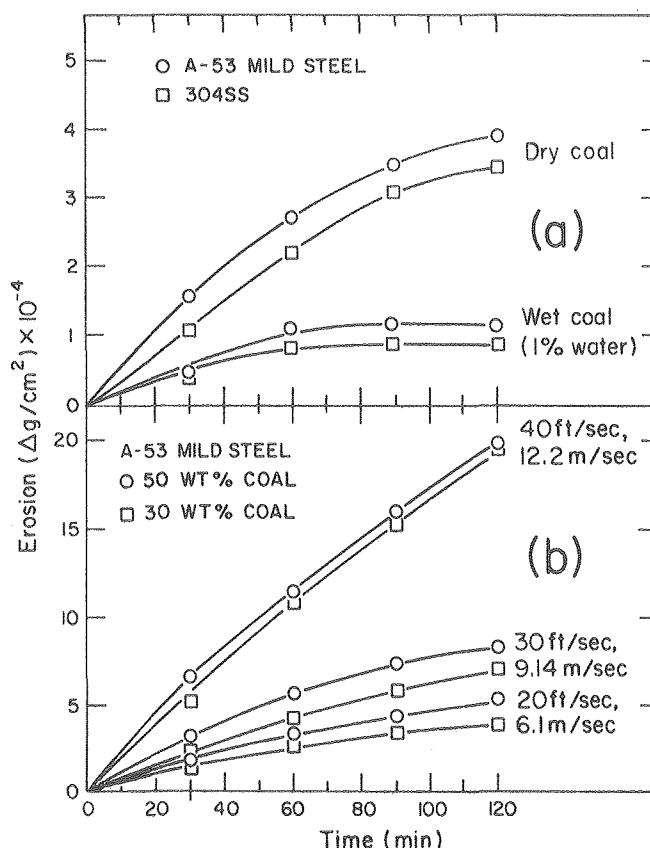 5
4
3
2
1
0
○ A-53 MILD STEEL
□ 304SS
Dry coal
(a)
Wet coal
(1% water)
Erosion (Δg/cm²) × 10⁻⁴
20
15
10
5
0
A-53 MILD STEEL
○ 50 WT% COAL
□ 30 WT% COAL
40 ft/sec,
12.2 m/sec
(b)
30 ft/sec,
9.14 m/sec
20 ft/sec,
6.1 m/sec
0 20 40 60 80 100 120
Time (min)